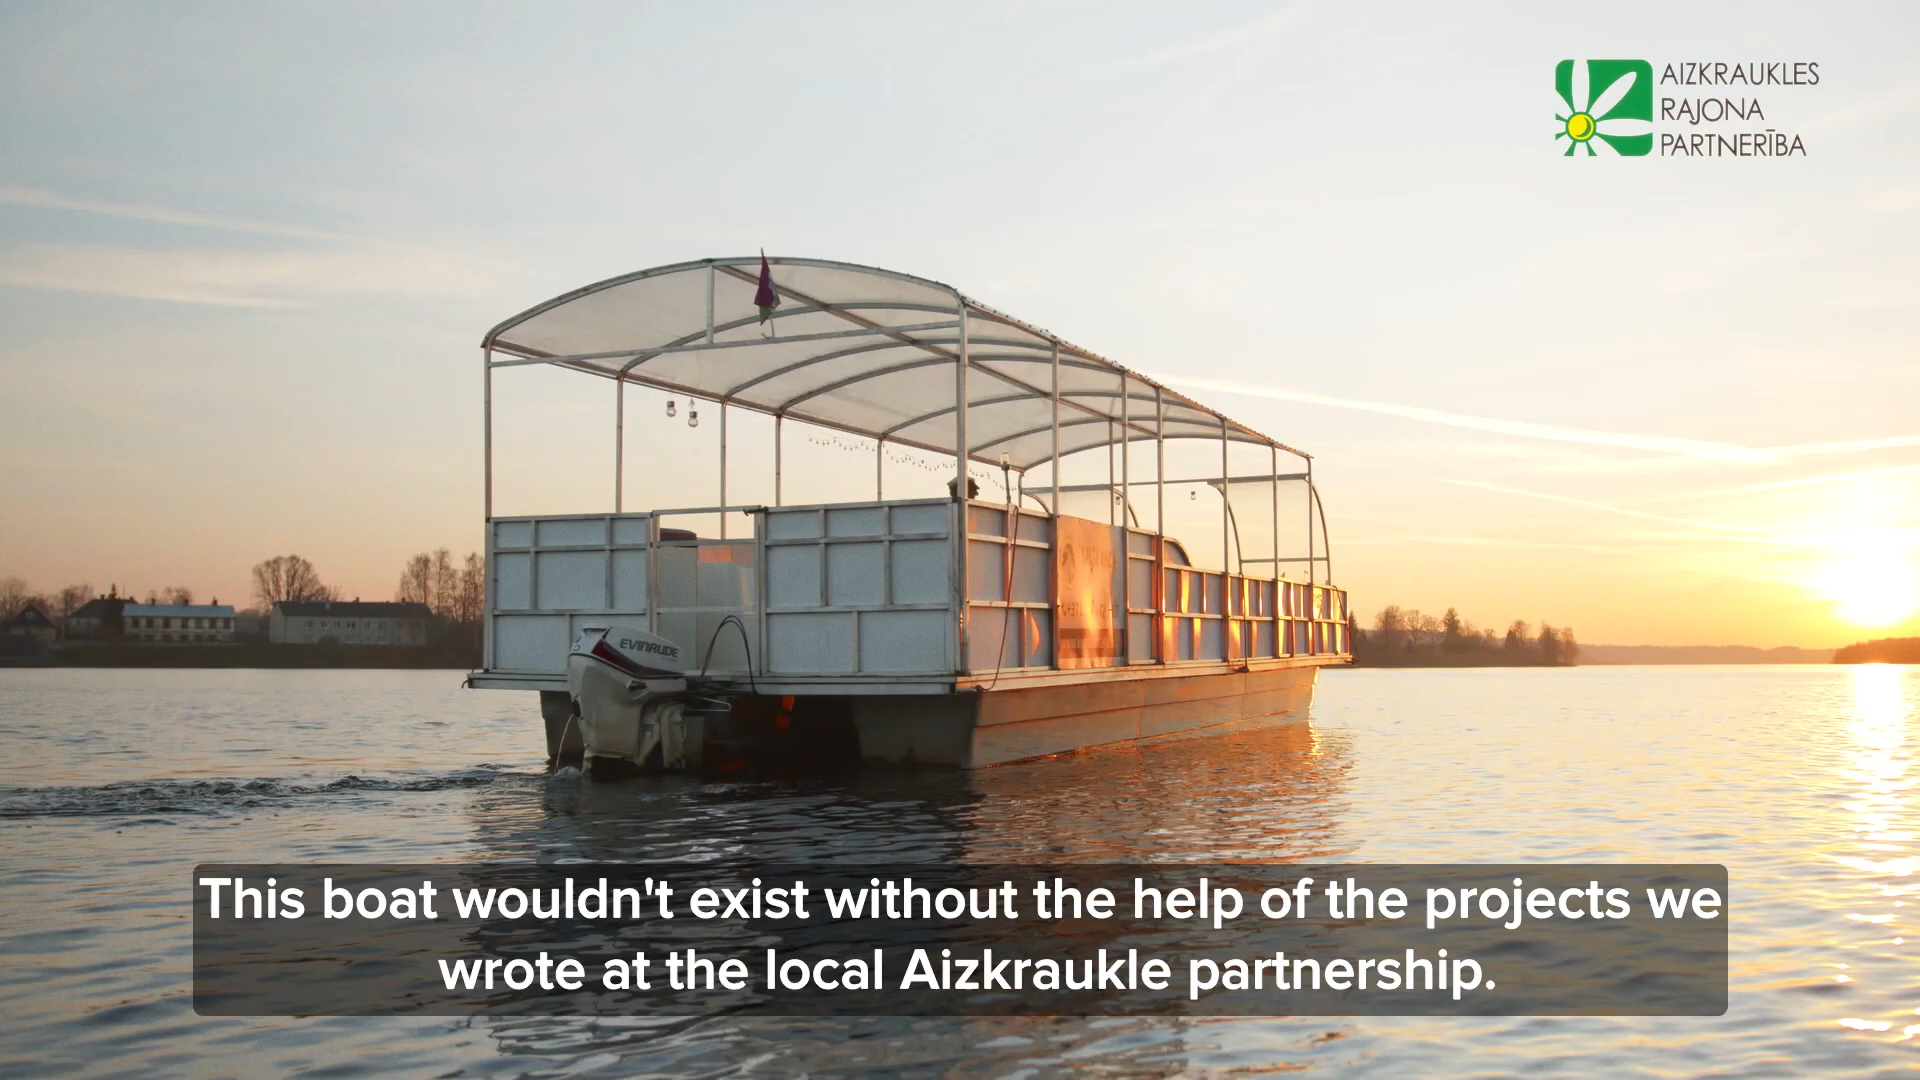 AIZKRAUKLES
RAJONA
PARTNERĪBA
EVINRUDE
This boat wouldn't exist without the help of the projects we
wrote at the local Aizkraukle partnership.